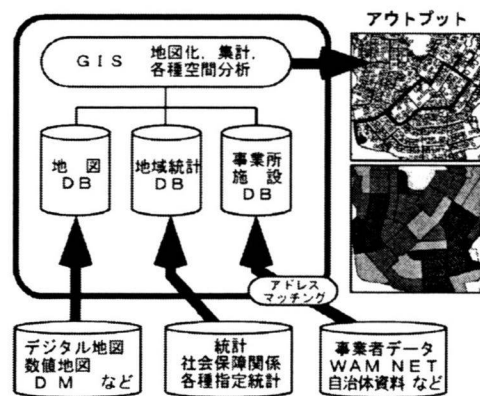 アウトプット
GIS 地図化、集計、
各種空間分析
地図
DB
地域統計
DB
事業所
施設
DB
アドレス
マッチング
デジタル地図
数値地図
DM など
統計
社会保障関係
各種指定統計
事業者データ
WAM NET
自治体資料 など